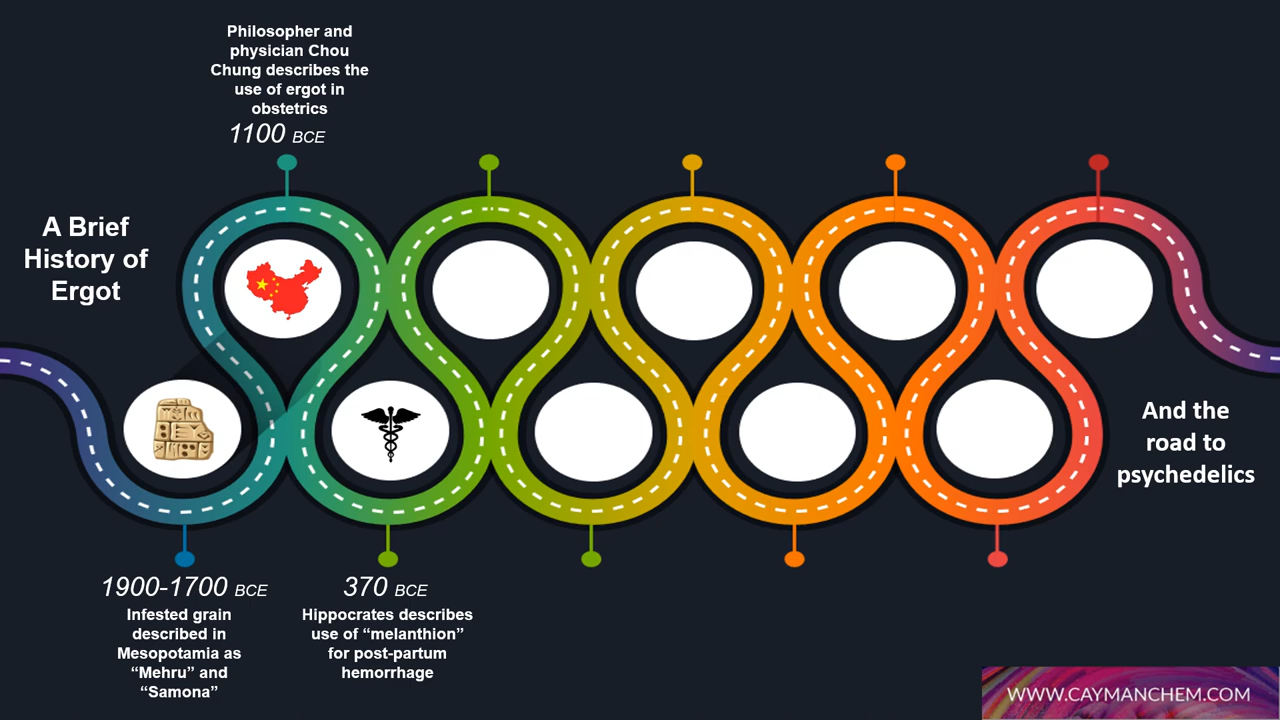 Philosopher and
physician Chou
Chung describes the
use of ergot in
obstetrics
1100 BCE
A Brief
History of
Ergot
And the
road to
psychedelics
1900-1700 BCE
Infested grain
described in
Mesopotamia as
“Mehru” and
“Samona”
370 BCE
Hippocrates describes
use of “melanthion”
for post-partum
hemorrhage
WWW.CAYMANCHEM.COM